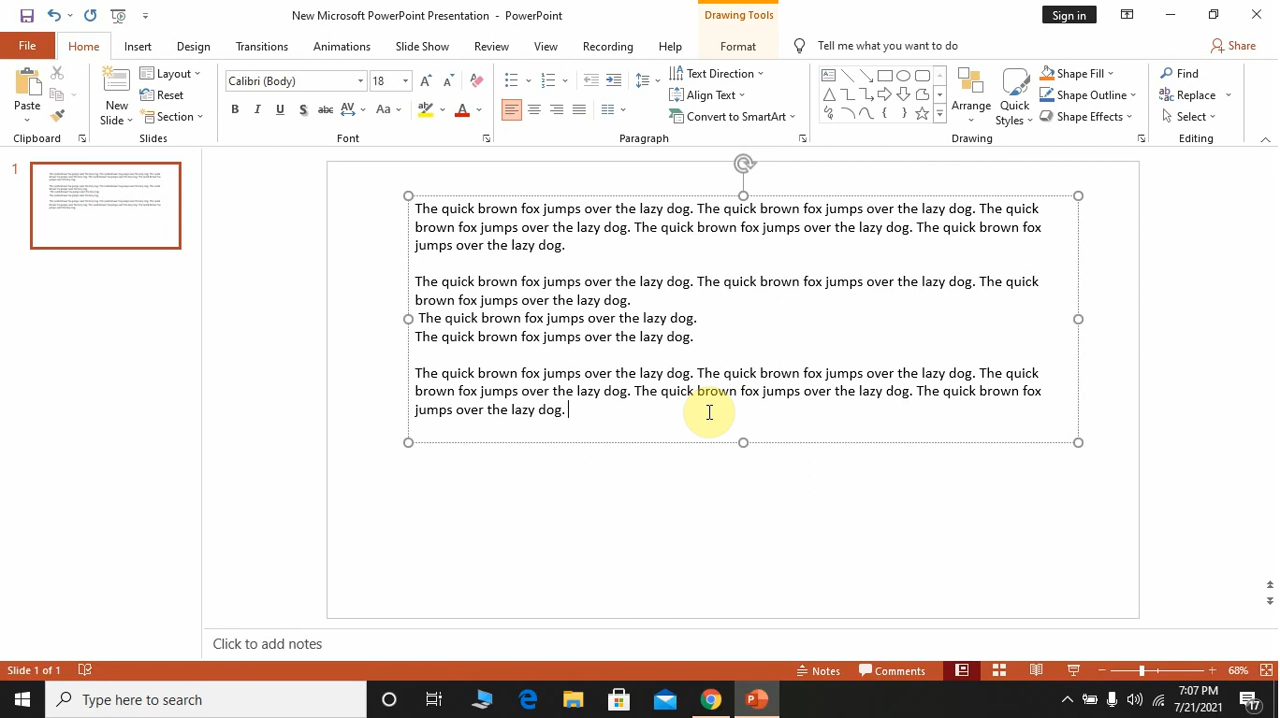 New Microsoft PowerPoint Presentation - PowerPoint
Drawing Tools
Sign in
File
Home
Insert
Design
Transitions
Animations
Slide Show
Review
View
Recording
Help
Format
Tell me what you want to do
Share
Paste
Clipboard
New
Slide
Layout
Reset
Section
Slides
Calibri (Body)
18
B I U S abc AV Aa A
Font
Text Direction
Align Text
Convert to SmartArt
Paragraph
Arrange
Quick
Styles
Shape Fill
Shape Outline
Shape Effects
Drawing
Find
Replace
Select
Editing
1
The quick brown fox jumps over the lazy dog. The quick brown fox jumps over the lazy dog. The quick
brown fox jumps over the lazy dog. The quick brown fox jumps over the lazy dog. The quick brown fox
jumps over the lazy dog.
The quick brown fox jumps over the lazy dog. The quick brown fox jumps over the lazy dog. The quick
brown fox jumps over the lazy dog.
The quick brown fox jumps over the lazy dog.
The quick brown fox jumps over the lazy dog.
The quick brown fox jumps over the lazy dog. The quick brown fox jumps over the lazy dog. The quick
brown fox jumps over the lazy dog. The quick brown fox jumps over the lazy dog. The quick brown fox
jumps over the lazy dog.
Click to add notes
Slide 1 of 1
Notes
Comments
68%
Type here to search
7:07 PM
7/21/2021
17